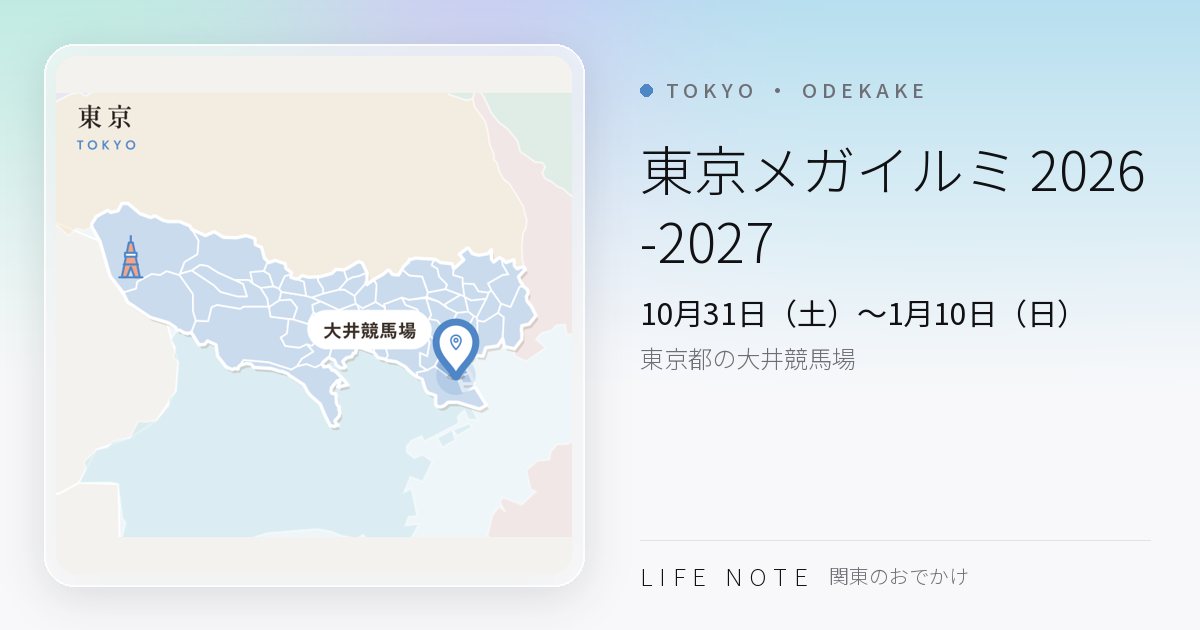 東京
TOKYO
大井競馬場
TOKYO • ODEKAKE
東京メガイルミ 2026
-2027
10月31日（土）〜1月10日（日）
東京都の大井競馬場
LIFE NOTE 関東のおでかけ